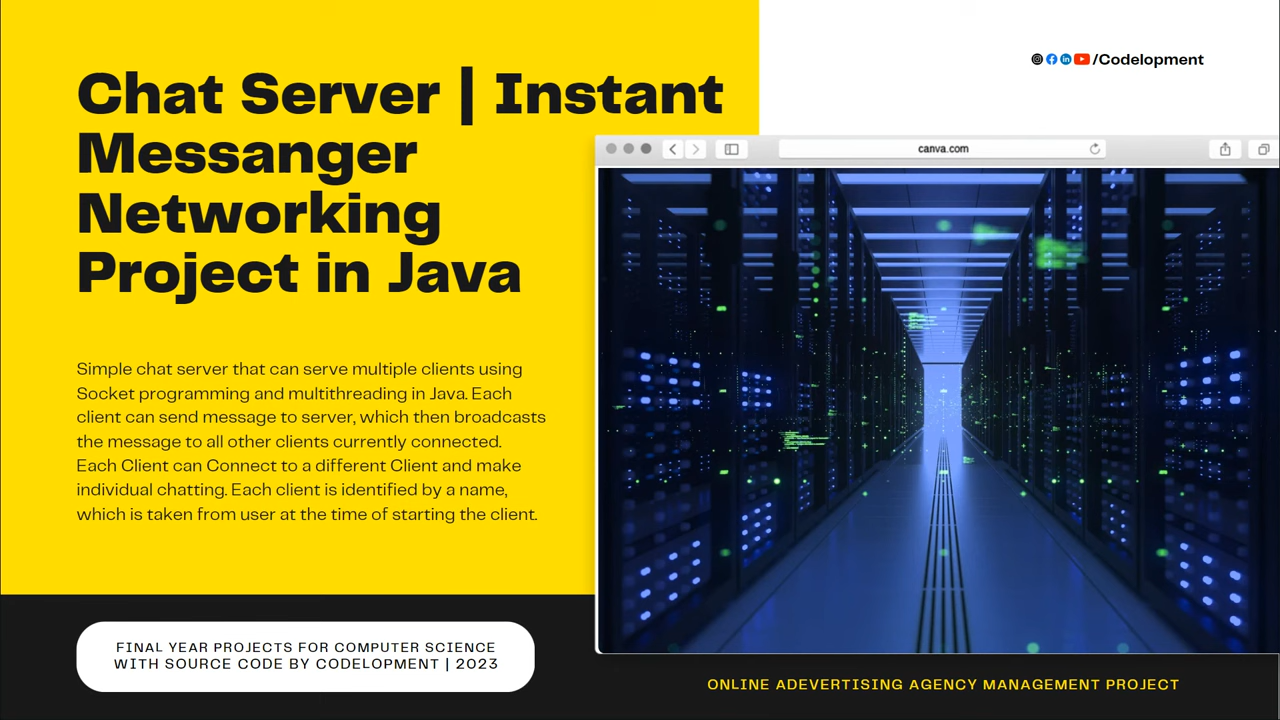 Chat Server | Instant
Messanger
Networking
Project in Java
/Codelopment
canva.com
Simple chat server that can serve multiple clients using
Socket programming and multithreading in Java. Each
client can send message to server, which then broadcasts
the message to all other clients currently connected.
Each Client can Connect to a different Client and make
individual chatting. Each client is identified by a name,
which is taken from user at the time of starting the client.
FINAL YEAR PROJECTS FOR COMPUTER SCIENCE
WITH SOURCE CODE BY CODELOPMENT | 2023
ONLINE ADEVERTISING AGENCY MANAGEMENT PROJECT